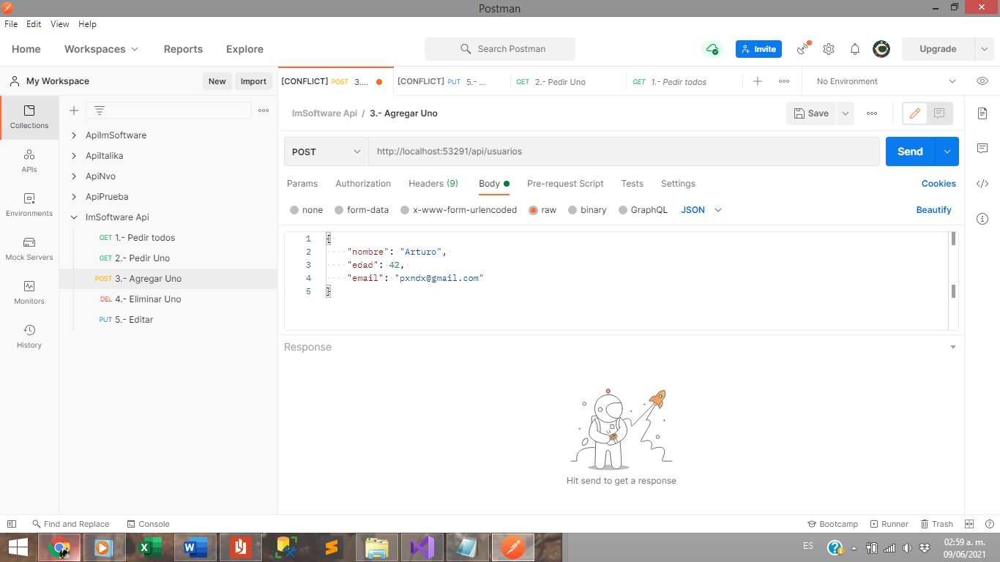 Postman
File Edit View Help
Home Workspaces Reports Explore Search Postman Invite Upgrade
My Workspace New Import [CONFLICT] POST 3.... [CONFLICT] PUT 5.- ... GET 2.- Pedir Uno GET 1.- Pedir todos No Environment
ImSoftware Api / 3.- Agregar Uno Save
Collections
APIs
Environments
Mock Servers
Monitors
History
ApiImSoftware
ApiItalika
ApiNvo
ApiPrueba
ImSoftware Api
GET 1.- Pedir todos
GET 2.- Pedir Uno
POST 3.- Agregar Uno
DEL 4.- Eliminar Uno
PUT 5.- Editar
POST http://localhost:53291/api/usuarios Send
Params Authorization Headers (9) Body Pre-request Script Tests Settings Cookies
none form-data x-www-form-urlencoded raw binary GraphQL JSON Beautify
1 {
2 "nombre": "Arturo",
3 "edad": 42,
4 "email": "pxndx@gmail.com"
5 }
Response
Hit send to get a response
Find and Replace Console Bootcamp Runner Trash
ES 02:59 a. m.
09/06/2021